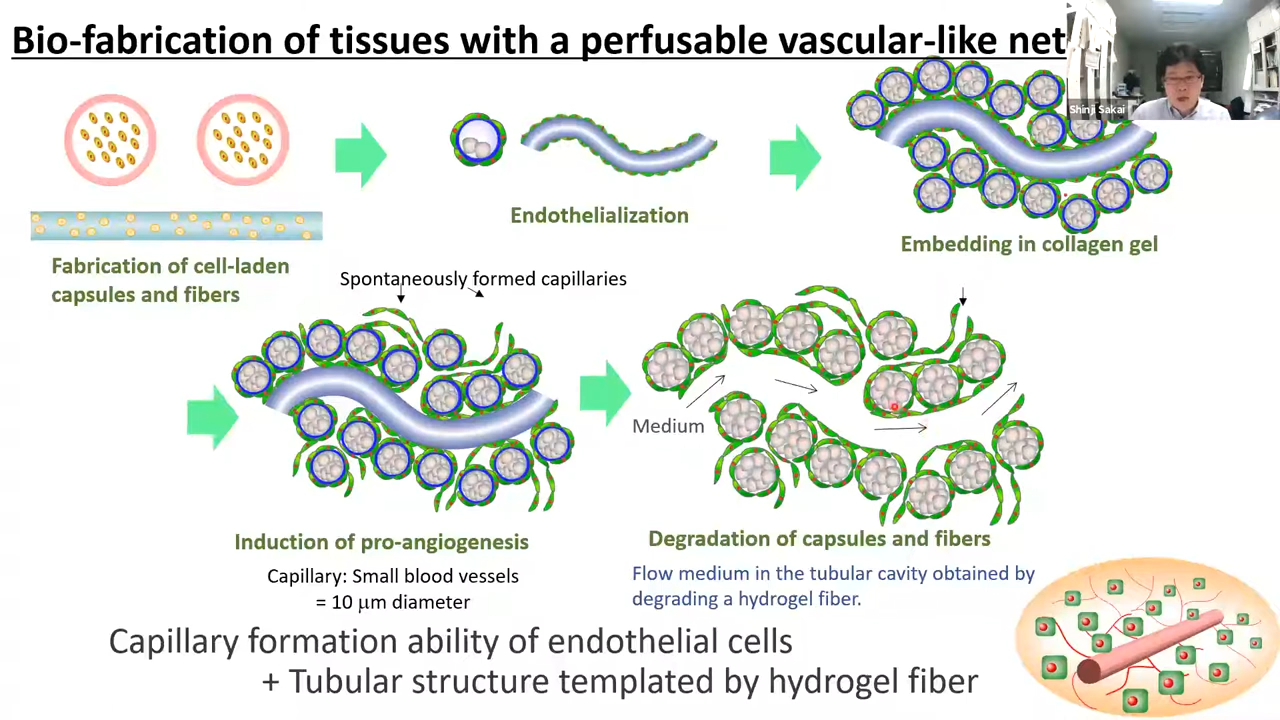 Bio-fabrication of tissues with a perfusable vascular-like net
Shinji Sakai
Endothelialization
Embedding in collagen gel
Fabrication of cell-laden
capsules and fibers
Spontaneously formed capillaries
Medium
Induction of pro-angiogenesis
Capillary: Small blood vessels
= 10 μm diameter
Degradation of capsules and fibers
Flow medium in the tubular cavity obtained by
degrading a hydrogel fiber.
Capillary formation ability of endothelial cells
+ Tubular structure templated by hydrogel fiber